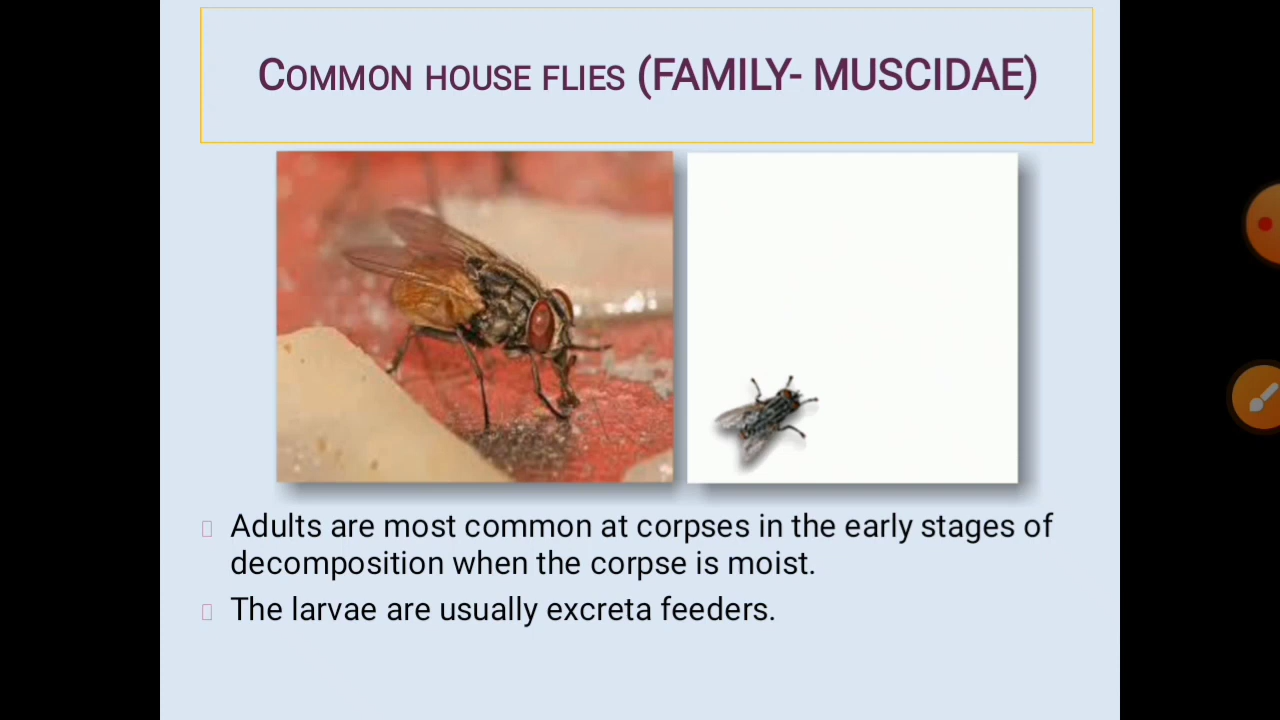 COMMON HOUSE FLIES (FAMILY- MUSCIDAE)
Adults are most common at corpses in the early stages of
decomposition when the corpse is moist.
The larvae are usually excreta feeders.